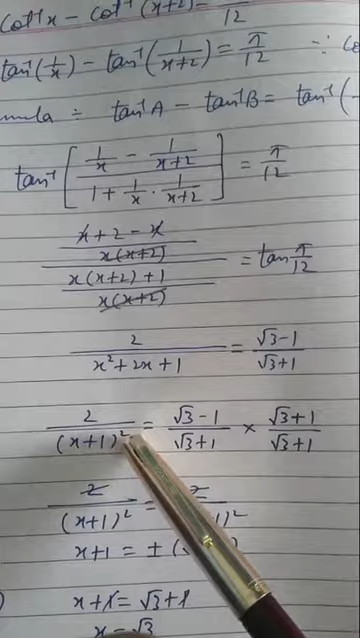 cot⁻¹x - cot⁻¹(x+2) = π/12
tan⁻¹(1/x) - tan⁻¹(1/(x+2)) = π/12 ∵
tan⁻¹A - tan⁻¹B = tan⁻¹(
tan⁻¹[(1/x - 1/(x+2))/(1 + 1/x · 1/(x+2))] = π/12
((x+2-x)/(x(x+2)))/((x(x+2)+1)/(x(x+2))) = tan π/12
2/(x²+2x+1) = (√3-1)/(√3+1)
2/(x+1)² = (√3-1)/(√3+1) × (√3+1)/(√3+1)
2/(x+1)² = 2/
x+1 = ± (
x+1 = √3+1
x = √3